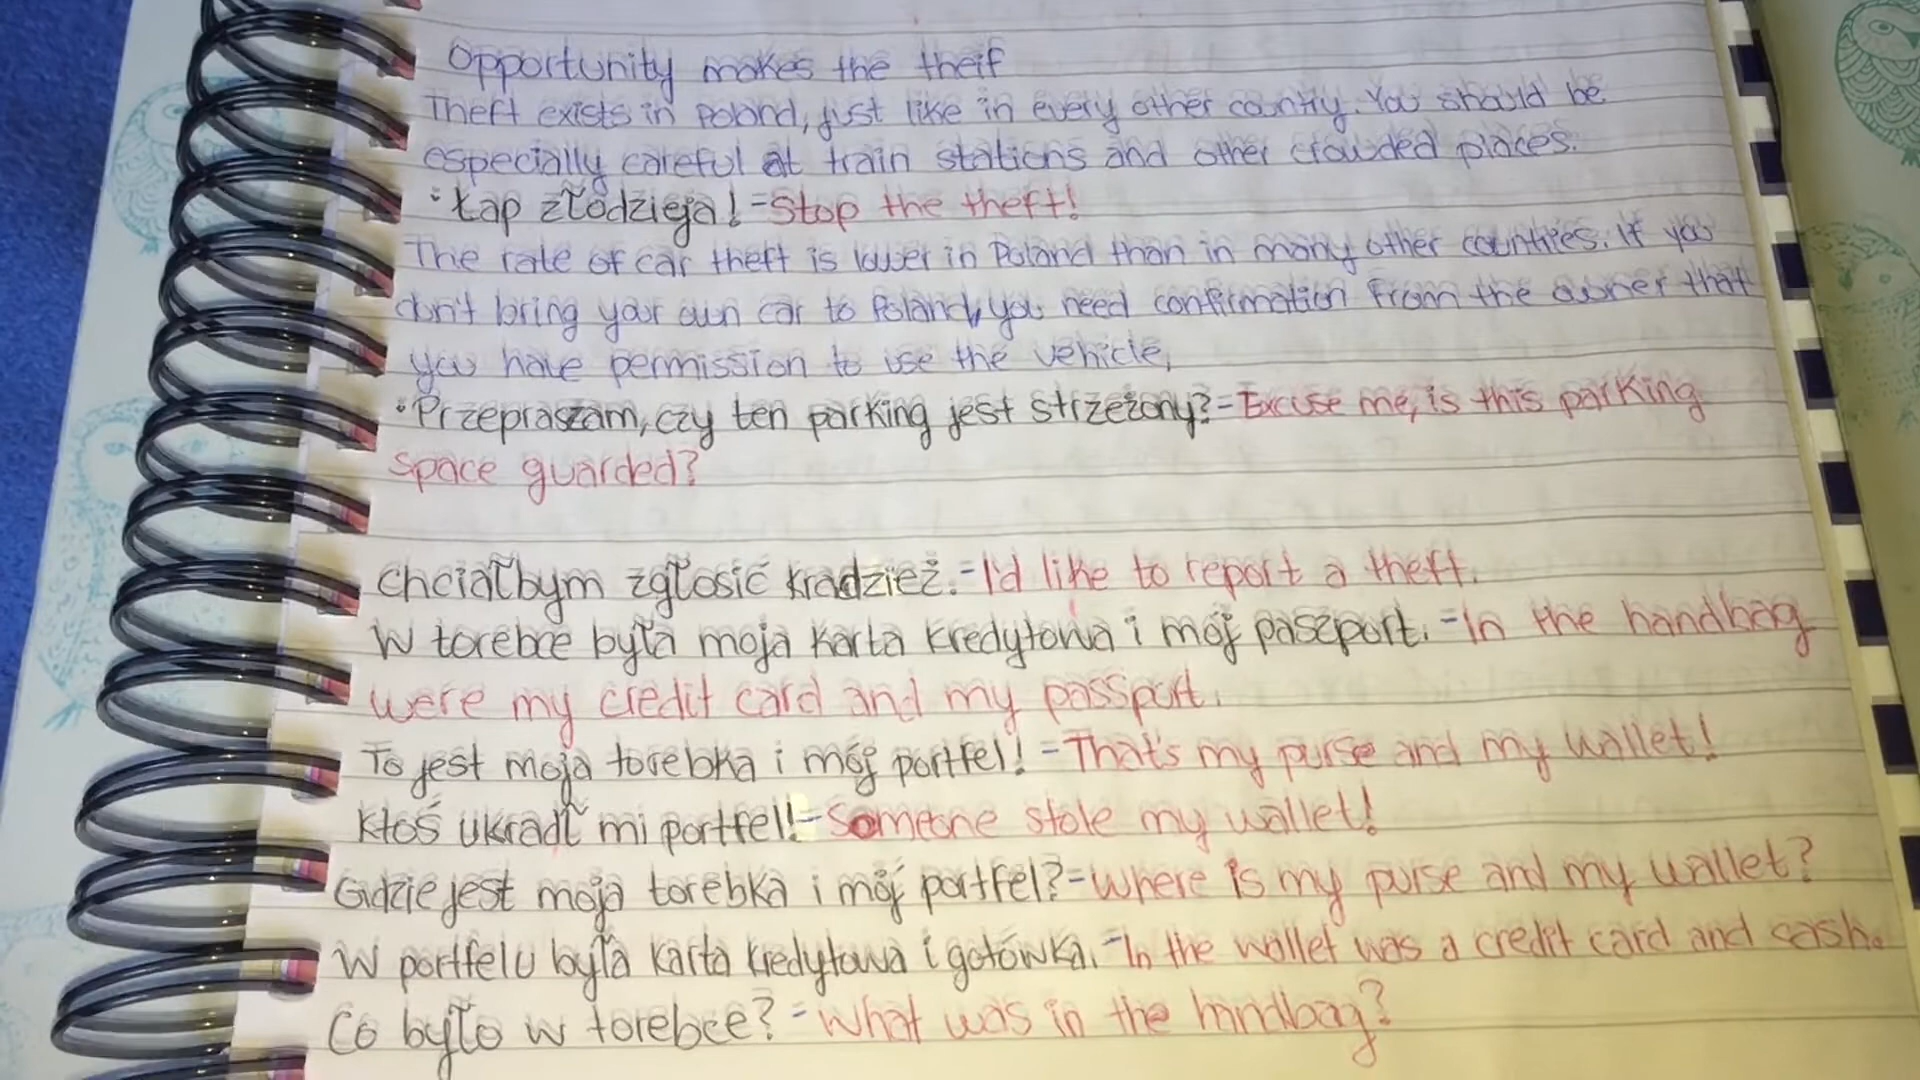 Opportunity makes the theif
Theft exists in Poland, just like in every other country. You should be
especially careful at train stations and other crowded places.
• Łap złodzieja! = Stop the theft!
The rate of car theft is lower in Poland than in many other countries. If you
don't bring your own car to Poland, you need confirmation from the owner that
you have permission to use the vehicle.
• Przepraszam, czy ten parking jest strzeżony? = Excuse me, is this parking
space guarded?
Chciałbym zgłosić kradzież. = I'd like to report a theft.
W torebce była moja karta kredytowa i mój paszport. = In the handbag
were my credit card and my passport.
To jest moja torebka i mój portfel! = That's my purse and my wallet!
Ktoś ukradł mi portfel! = Someone stole my wallet!
Gdzie jest moja torebka i mój portfel? = Where is my purse and my wallet?
W portfelu była karta kredytowa i gotówka. = In the wallet was a credit card and cash.
Co było w torebce? = What was in the handbag?